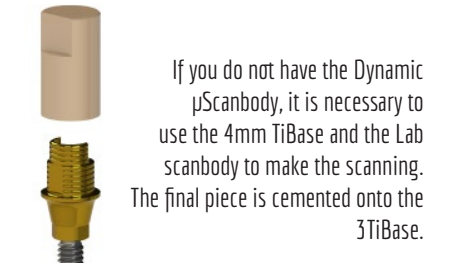 If you do not have the Dynamic
µScanbody, it is necessary to
use the 4mm TiBase and the Lab
scanbody to make the scanning.
The final piece is cemented onto the
3TiBase.